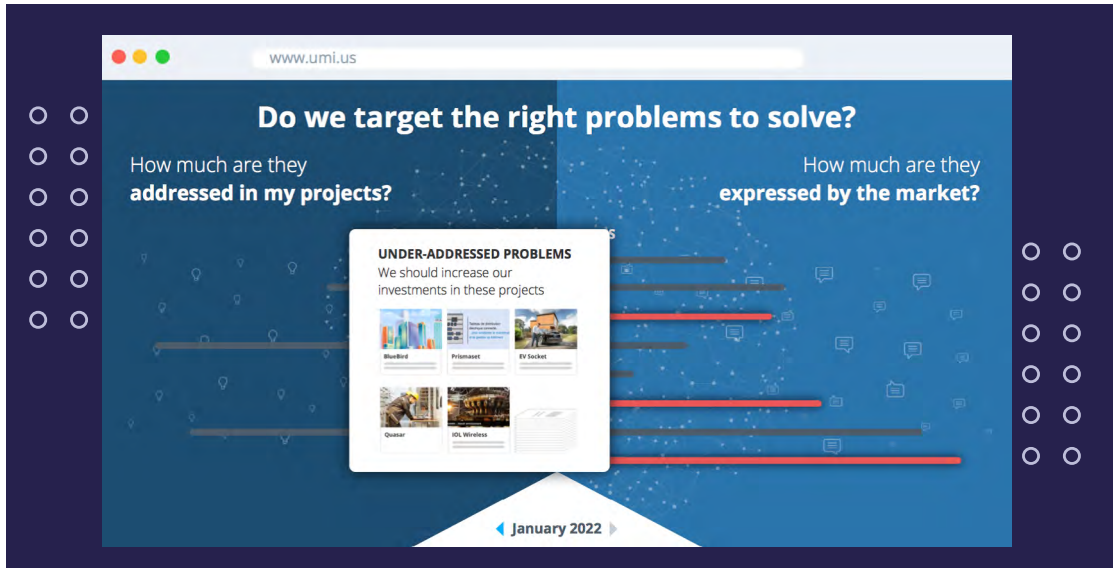 www.umi.us
Do we target the right problems to solve?
How much are they
addressed in my projects?
How much are they
expressed by the market?
UNDER-ADDRESSED PROBLEMS
We should increase our
investments in these projects
BlueBird
Prismaset
EV Socket
Quasar
IOL Wireless
January 2022